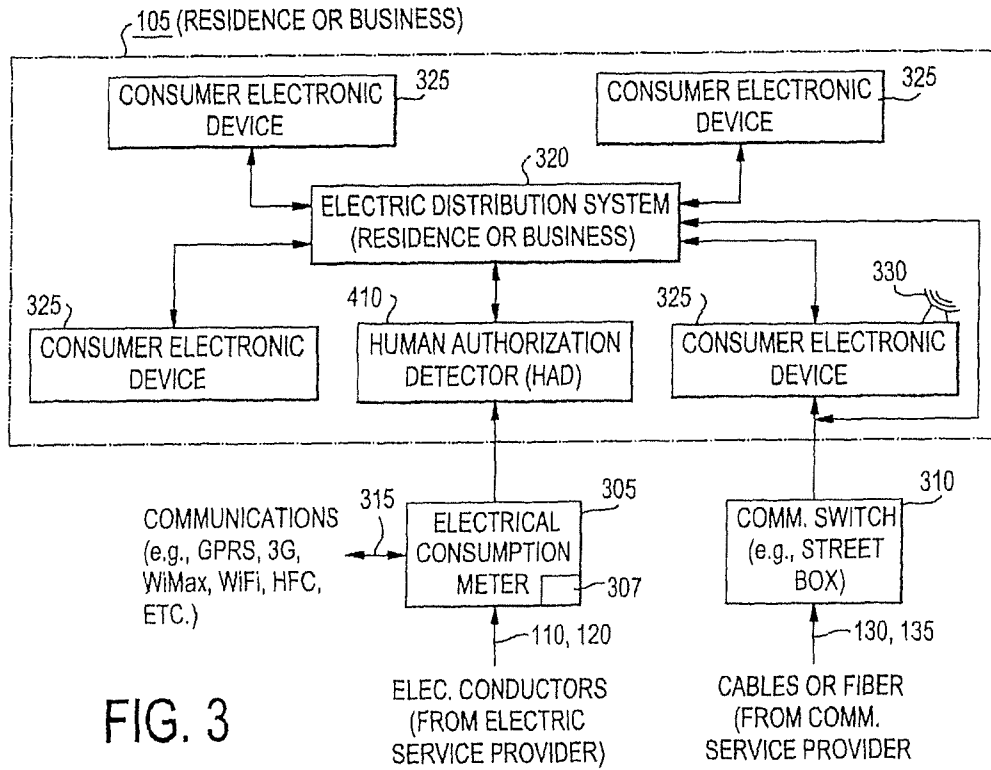 105 (RESIDENCE OR BUSINESS)
CONSUMER ELECTRONIC
DEVICE
325
CONSUMER ELECTRONIC
DEVICE
325
320
ELECTRIC DISTRIBUTION SYSTEM
(RESIDENCE OR BUSINESS)
325
CONSUMER ELECTRONIC
DEVICE
410
HUMAN AUTHORIZATION
DETECTOR (HAD)
325
330
CONSUMER ELECTRONIC
DEVICE
COMMUNICATIONS
(e.g., GPRS, 3G,
WiMax, WiFi, HFC,
ETC.)
315
305
ELECTRICAL
CONSUMPTION
METER
307
310
COMM. SWITCH
(e.g., STREET
BOX)
110, 120
130, 135
ELEC. CONDUCTORS
(FROM ELECTRIC
SERVICE PROVIDER)
CABLES OR FIBER
(FROM COMM.
SERVICE PROVIDER
FIG. 3